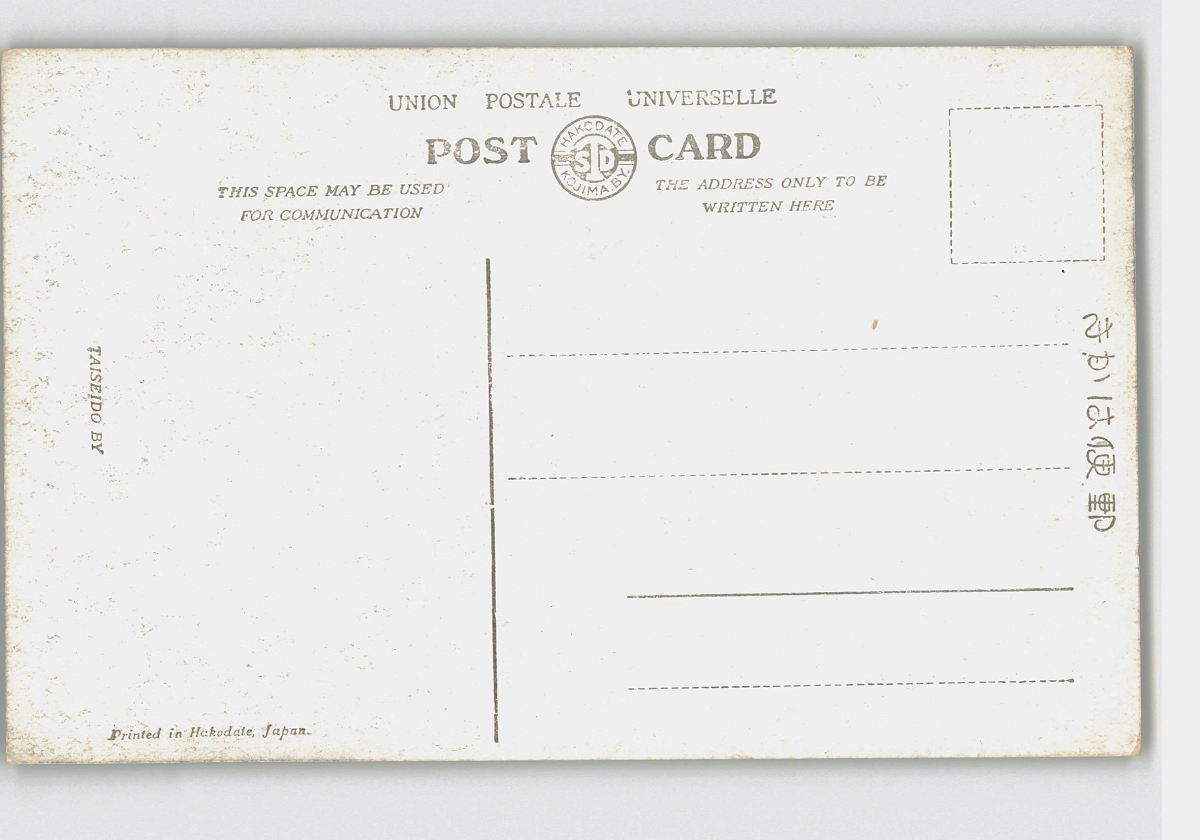 UNION POSTALE UNIVERSELLE
POST CARD
HAKODATE
STD
KOJIMA.BY.
THIS SPACE MAY BE USED
FOR COMMUNICATION
THE ADDRESS ONLY TO BE
WRITTEN HERE
きかは便郵
TAISEIDO BY
Printed in Hakodate, Japan.